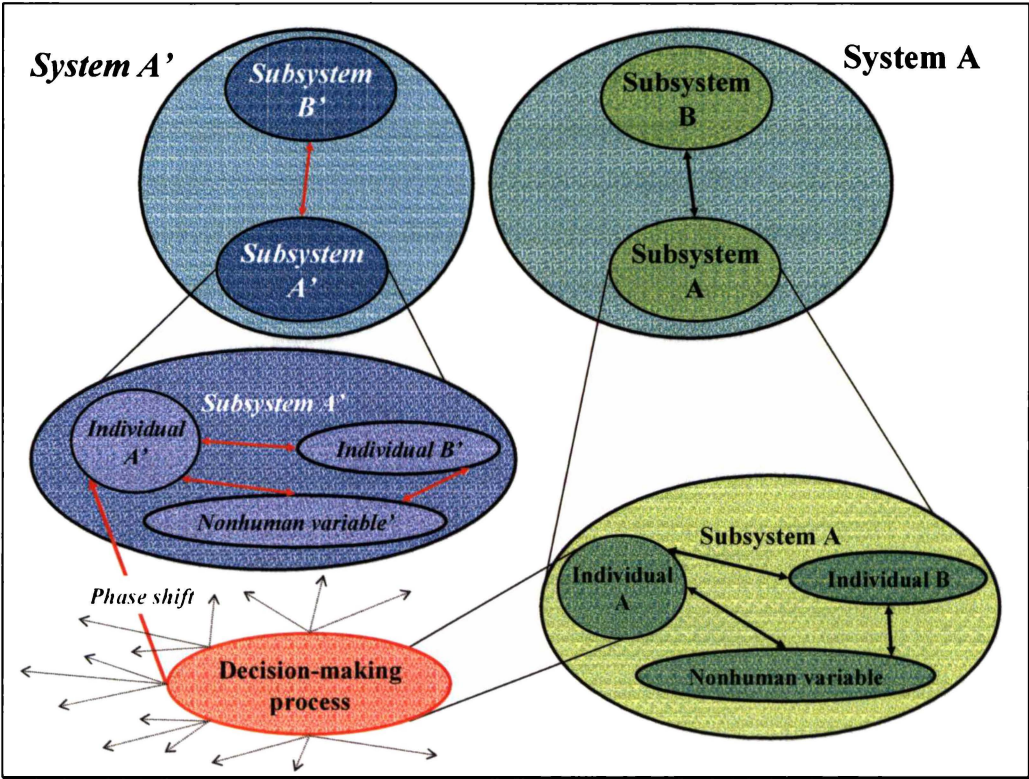 System A’
Subsystem
B’
Subsystem
A’
System A
Subsystem
B
Subsystem
A
Subsystem A’
Individual
A’
Individual B’
Nonhuman variable’
Phase shift
Decision-making
process
Subsystem A
Individual
A
Individual B
Nonhuman variable